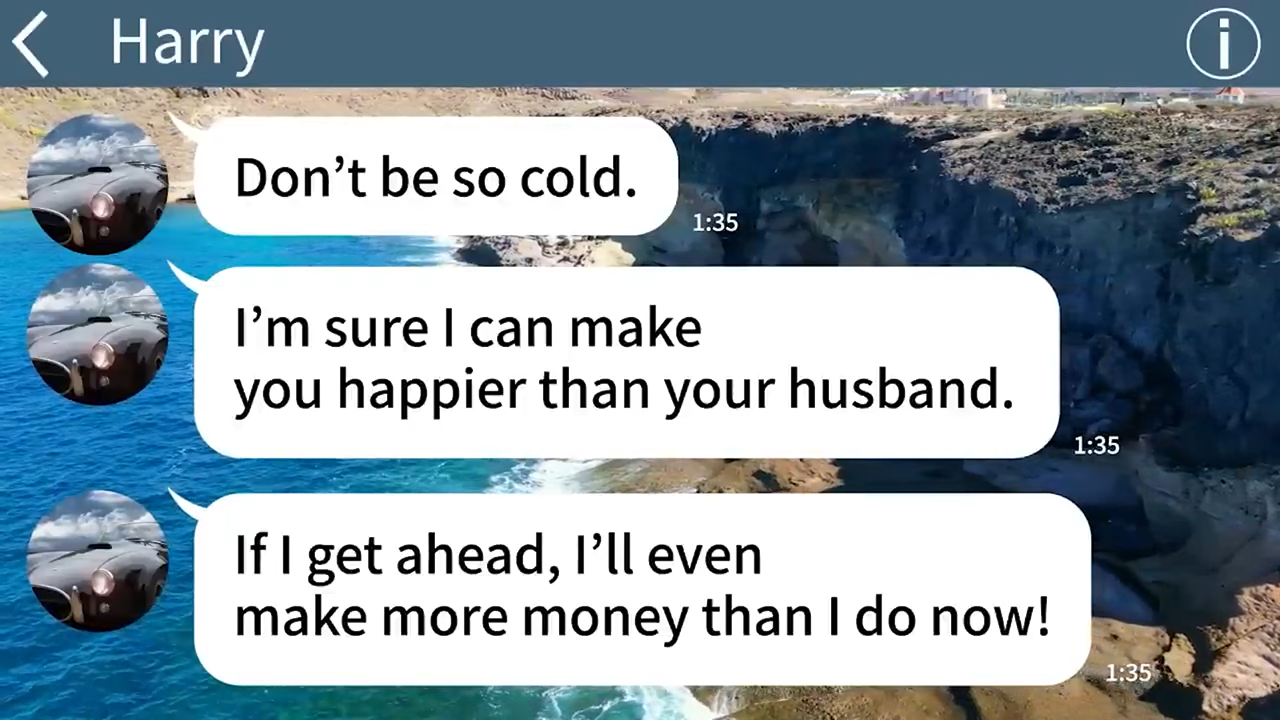 Harry
Don’t be so cold.
1:35
I’m sure I can make
you happier than your husband.
1:35
If I get ahead, I’ll even
make more money than I do now!
1:35